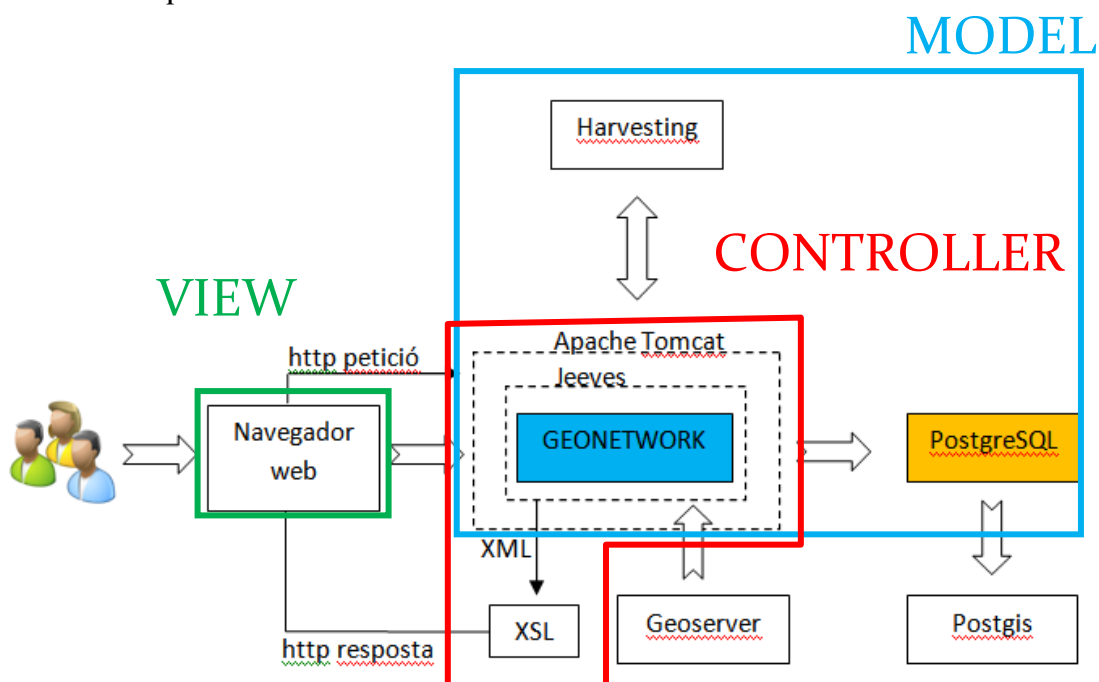 MODEL
Harvesting
CONTROLLER
VIEW
Apache Tomcat
http petició
Jeeves
Navegador
web
GEONETWORK
PostgreSQL
XML
XSL
Geoserver
Postgis
http resposta